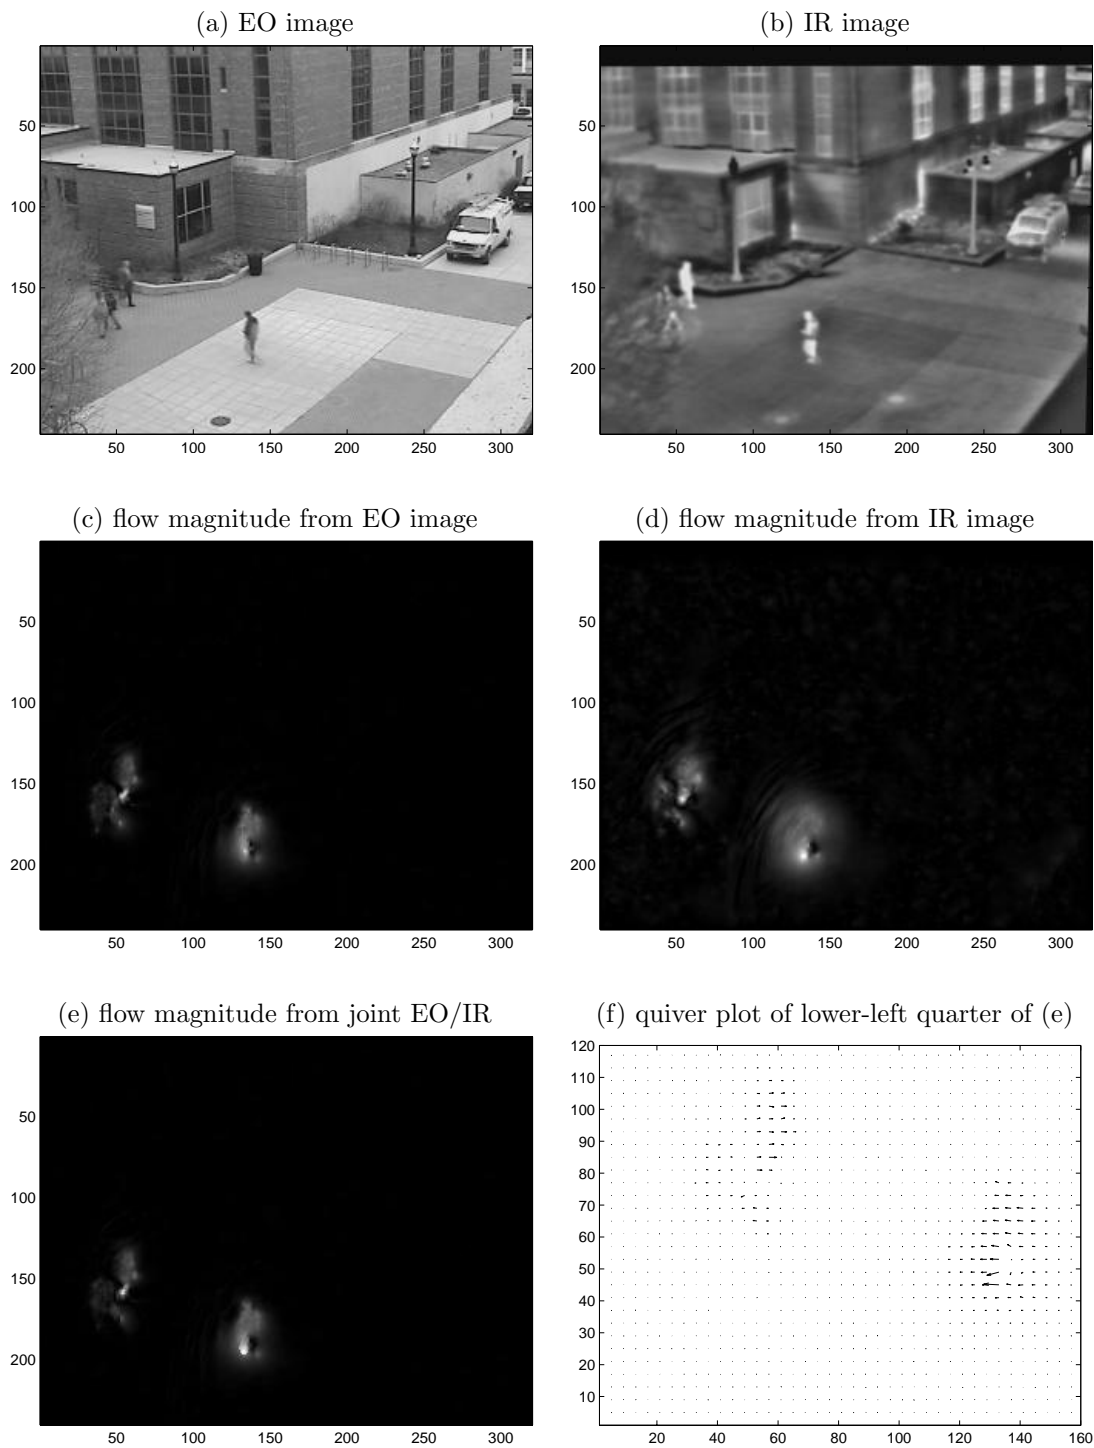 (a) EO image
(b) IR image
50
100
150
200
50 100 150 200 250 300
50
100
150
200
50 100 150 200 250 300
(c) flow magnitude from EO image
(d) flow magnitude from IR image
50
100
150
200
50 100 150 200 250 300
50
100
150
200
50 100 150 200 250 300
(e) flow magnitude from joint EO/IR
(f) quiver plot of lower-left quarter of (e)
50
100
150
200
50 100 150 200 250 300
120
110
100
90
80
70
60
50
40
30
20
10
20 40 60 80 100 120 140 160